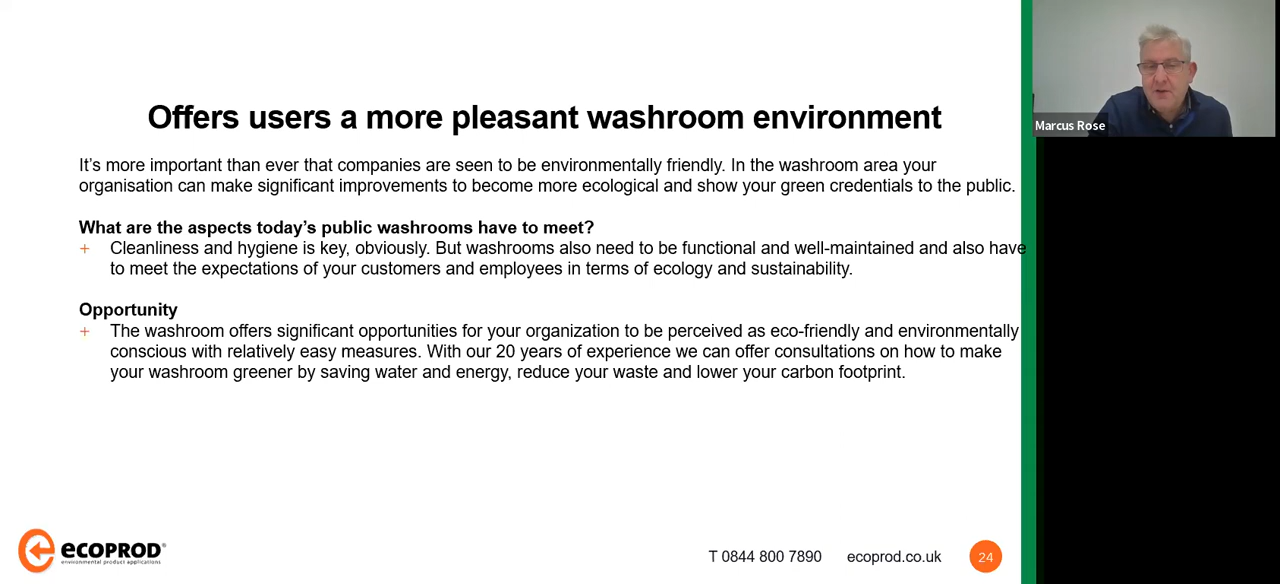 Offers users a more pleasant washroom environment
It’s more important than ever that companies are seen to be environmentally friendly. In the washroom area your
organisation can make significant improvements to become more ecological and show your green credentials to the public.
What are the aspects today’s public washrooms have to meet?
+ Cleanliness and hygiene is key, obviously. But washrooms also need to be functional and well-maintained and also have
to meet the expectations of your customers and employees in terms of ecology and sustainability.
Opportunity
+ The washroom offers significant opportunities for your organization to be perceived as eco-friendly and environmentally
conscious with relatively easy measures. With our 20 years of experience we can offer consultations on how to make
your washroom greener by saving water and energy, reduce your waste and lower your carbon footprint.
Marcus Rose
ecoprod®
environmental product applications
T 0844 800 7890 ecoprod.co.uk 24